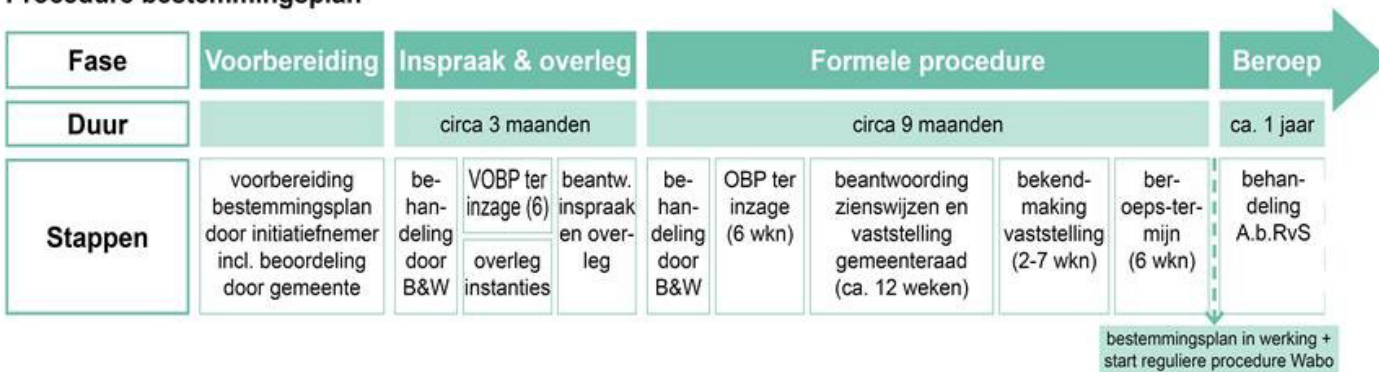 Procedure bestemmingsplan
Fase
Voorbereiding
Inspraak & overleg
Formele procedure
Beroep
Duur
circa 3 maanden
circa 9 maanden
ca. 1 jaar
Stappen
voorbereiding
bestemmingsplan
door initiatiefnemer
incl. beoordeling
door gemeente
be-
han-
deling
door
B&W
VOBP ter
inzage (6)
overleg
instanties
beantw.
inspraak
en over-
leg
be-
han-
deling
door
B&W
OBP ter
inzage
(6 wkn)
beantwoording
zienswijzen en
vaststelling
gemeenteraad
(ca. 12 weken)
bekend-
making
vaststelling
(2-7 wkn)
ber-
oeps-ter-
mijn
(6 wkn)
behan-
deling
A.b.RvS
bestemmingsplan in werking +
start reguliere procedure Wabo